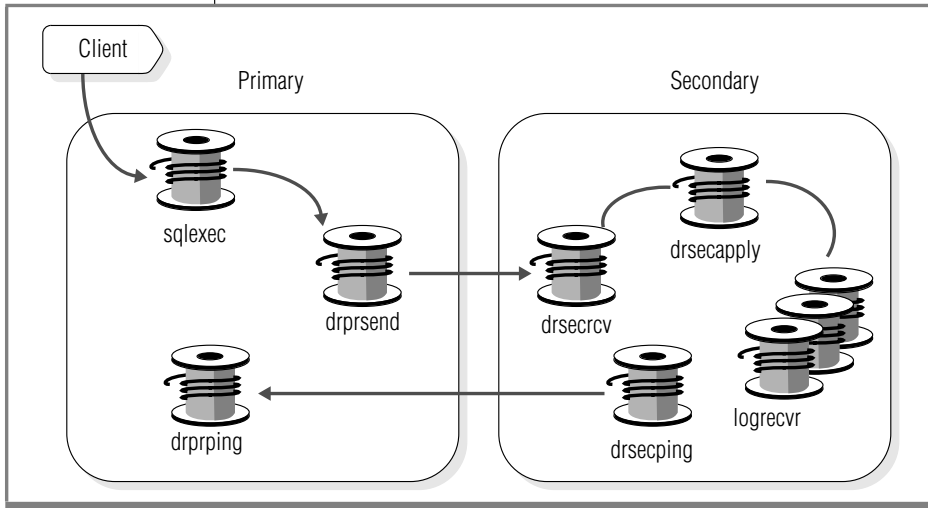 Client
Primary
Secondary
sqlexec
drprsend
drsecrcv
drsecapply
logrecvr
drprping
drsecping